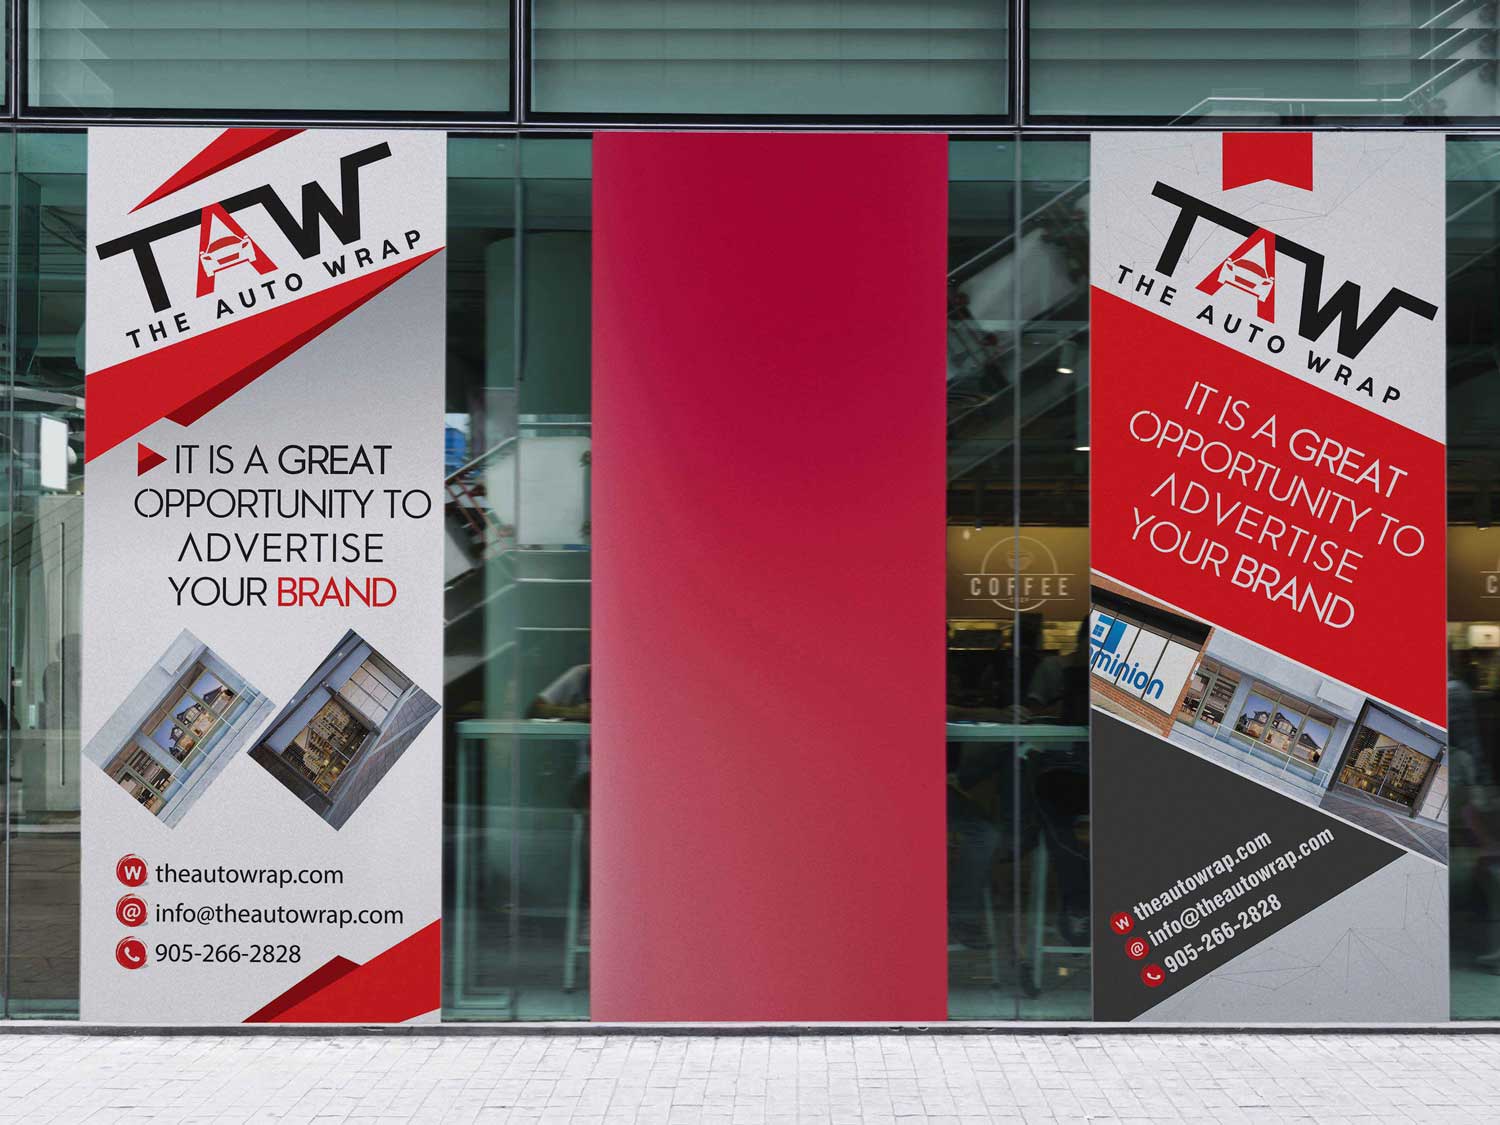 TAW
THE AUTO WRAP
IT IS A GREAT
OPPORTUNITY TO
ADVERTISE
YOUR BRAND
W theautowrap.com
@ info@theautowrap.com
905-266-2828
COFFEE
SHOP
TAW
THE AUTO WRAP
IT IS A GREAT
OPPORTUNITY TO
ADVERTISE
YOUR BRAND
minion
W theautowrap.com
@ info@theautowrap.com
905-266-2828
C